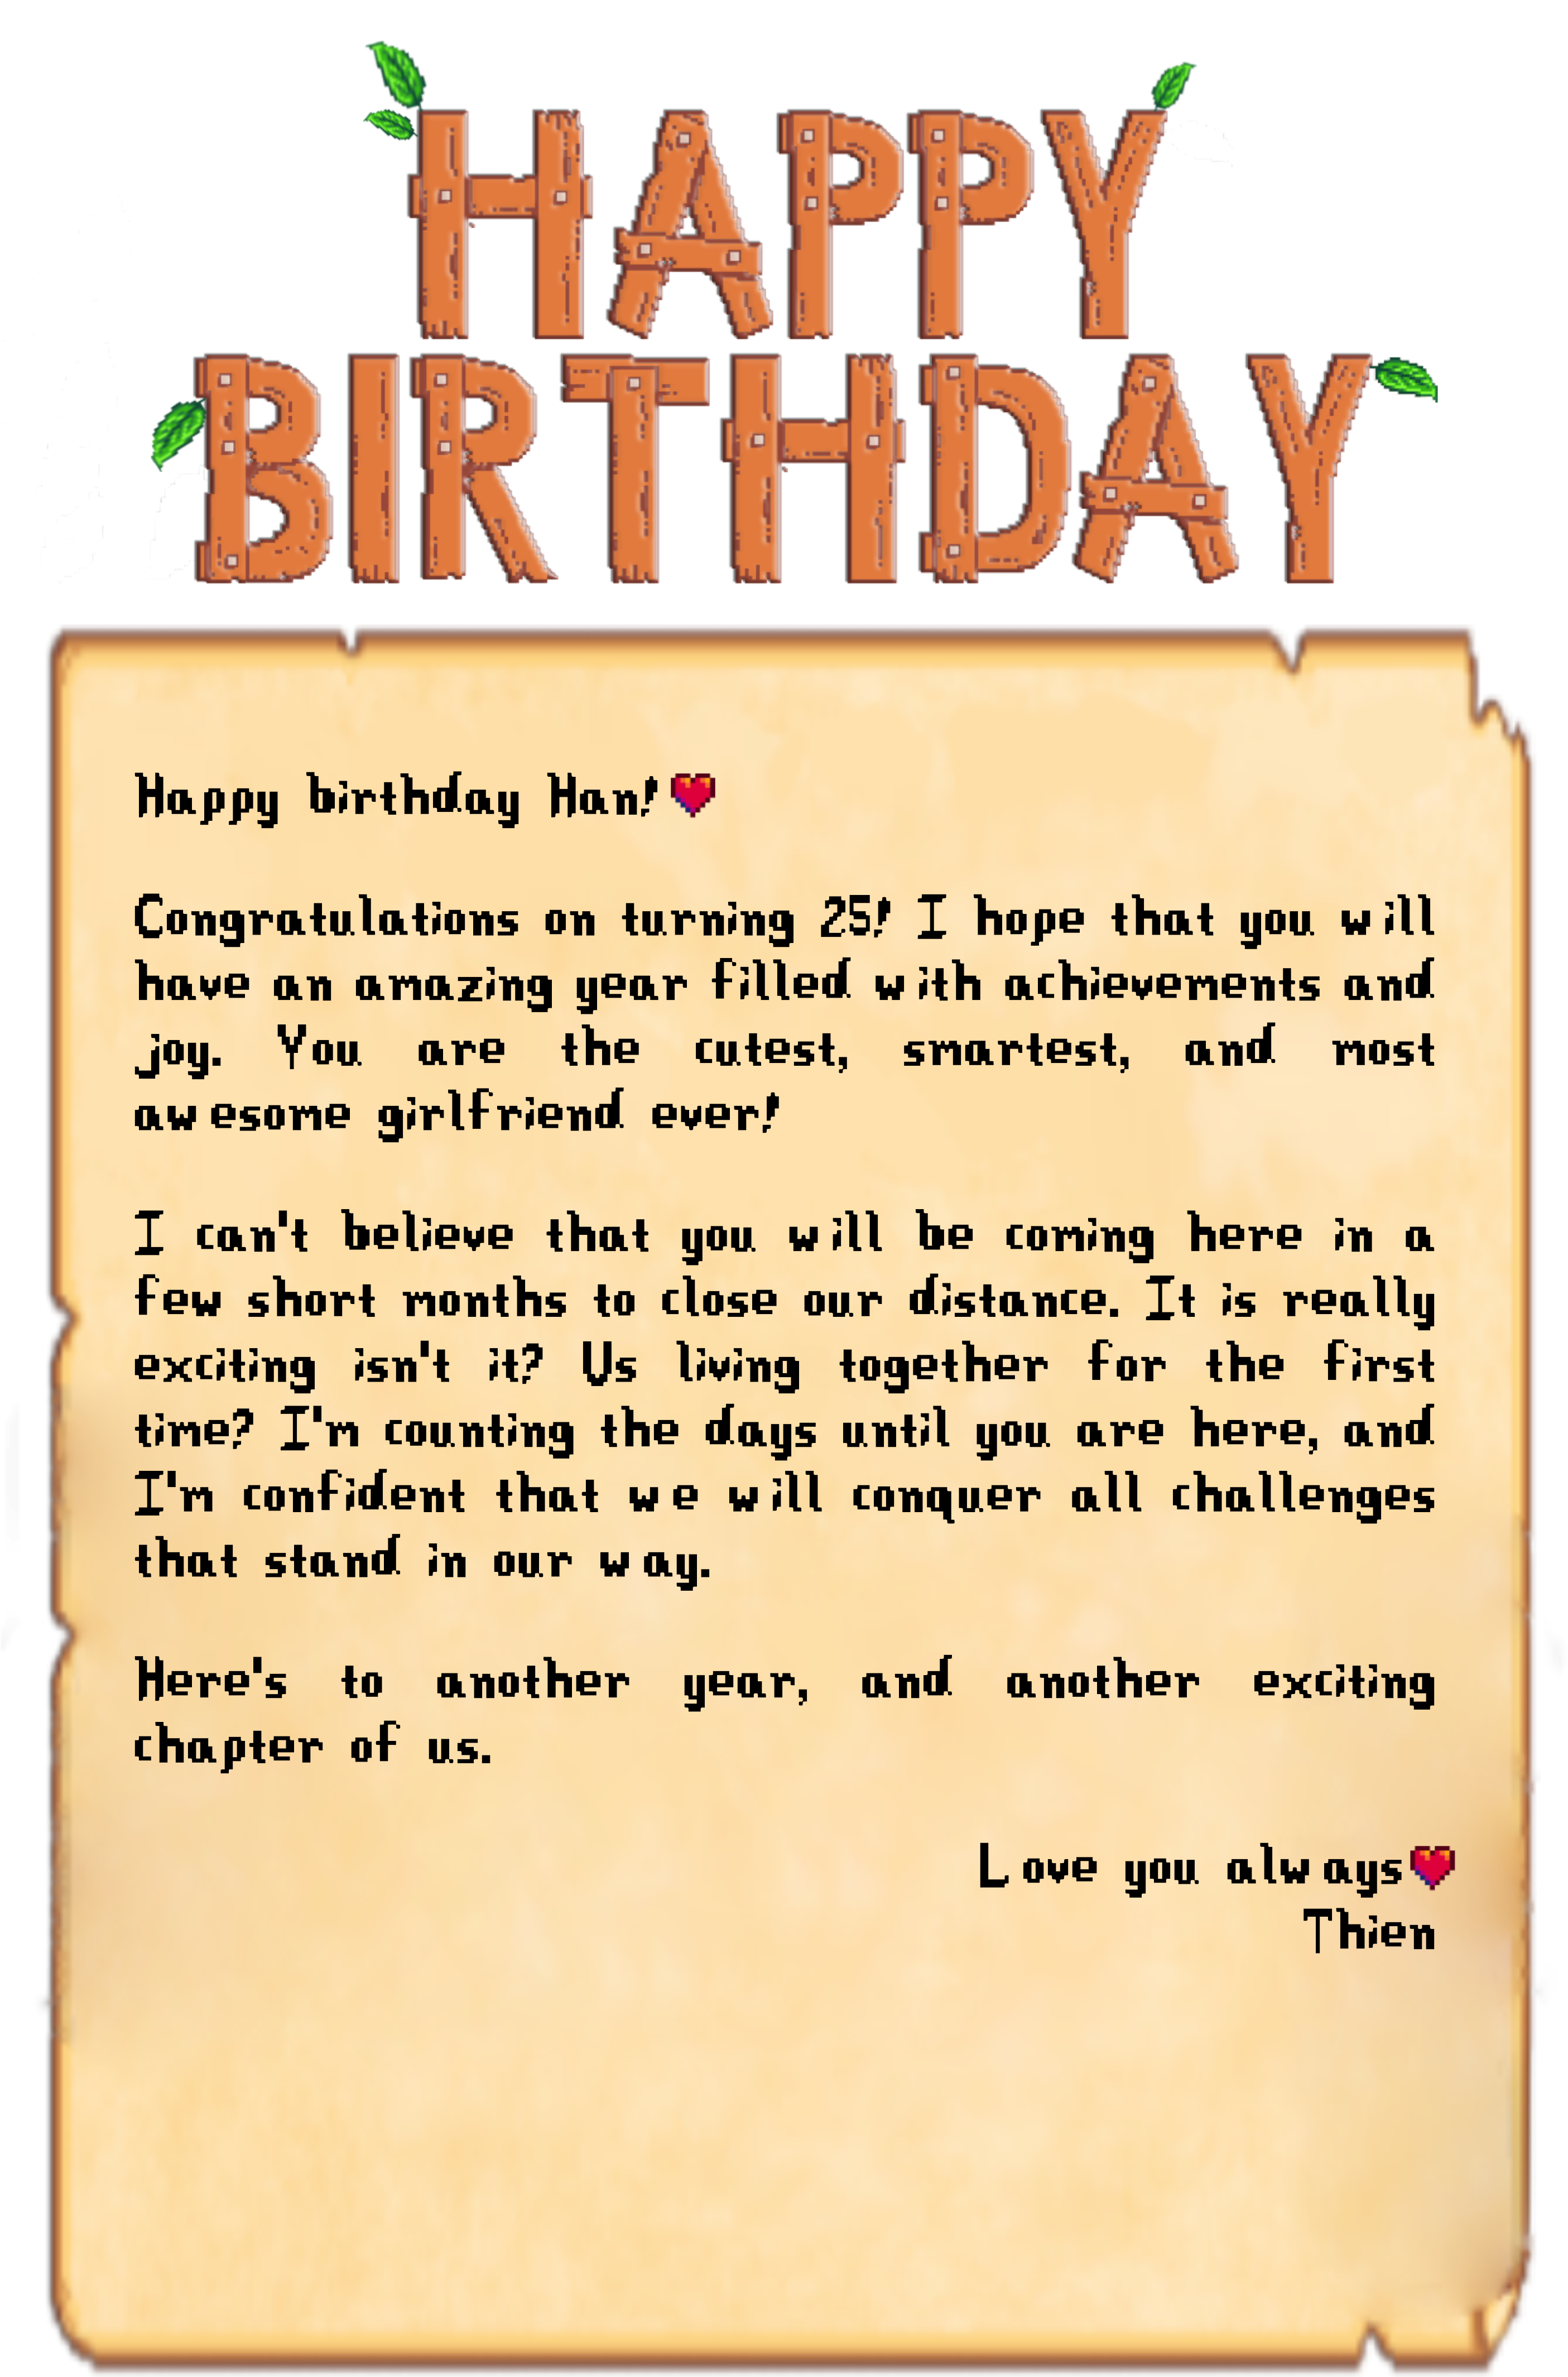 HAPPY
BIRTHDAY
Happy birthday Han!
Congratulations on turning 25! I hope that you will
have an amazing year filled with achievements and
joy. You are the cutest, smartest, and most
awesome girlfriend ever!
I can't believe that you will be coming here in a
few short months to close our distance. It is really
exciting isn't it? Us living together for the first
time? I'm counting the days until you are here, and
I'm confident that we will conquer all challenges
that stand in our way.
Here's to another year, and another exciting
chapter of us.
Love you always
Thien